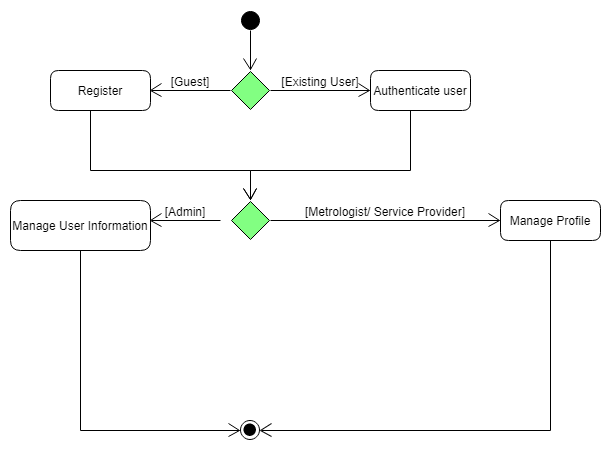 [Guest]
[Existing User]
Register
Authenticate user
[Admin]
[Metrologist/ Service Provider]
Manage User Information
Manage Profile